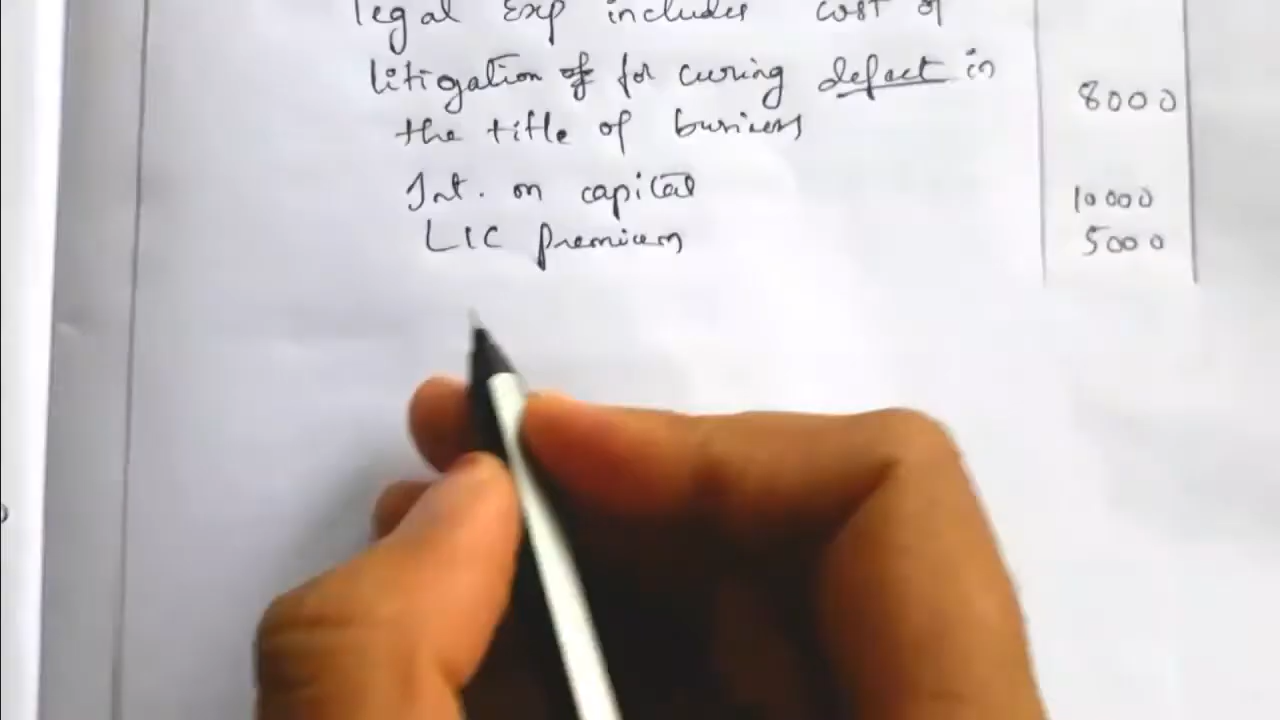 legal Exp includes cost of
litigation of for curing defect in
the title of business 8000
Int. on capital 10000
LIC premium 5000